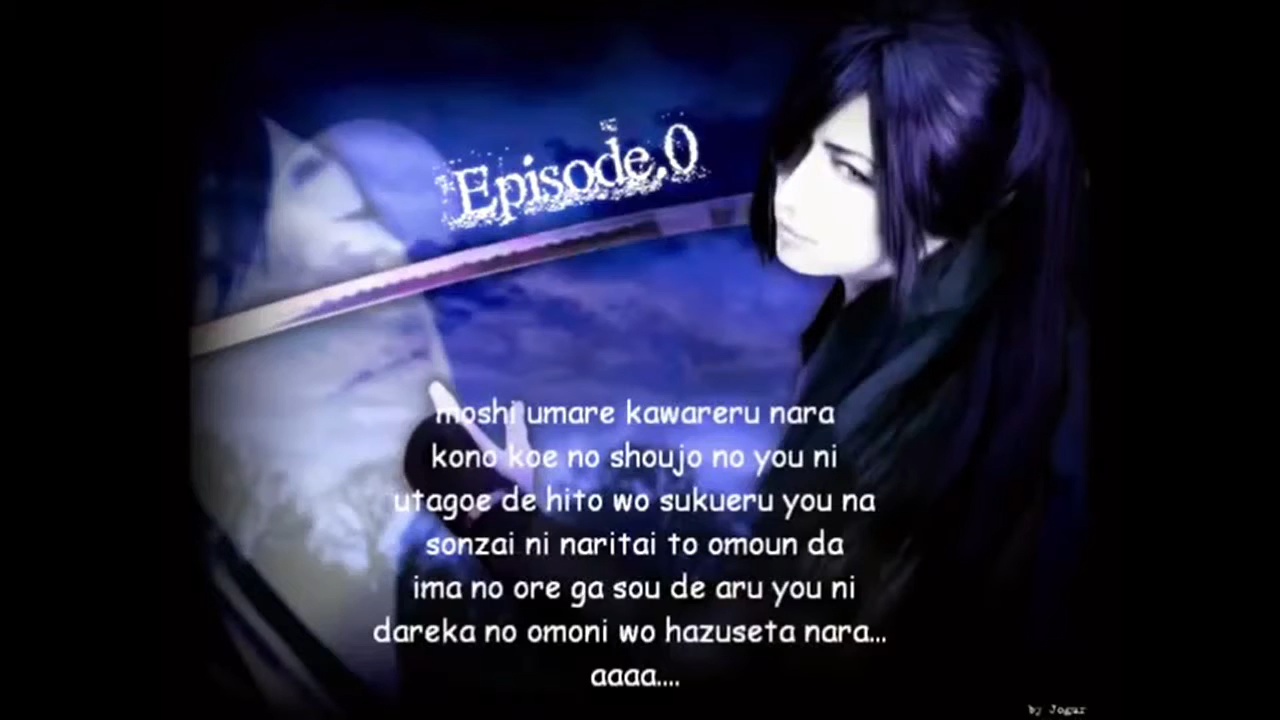 Episode.0
moshi umare kawareru nara
kono koe no shoujo no you ni
utagoe de hito wo sukueru you na
sonzai ni naritai to omoun da
ima no ore ga sou de aru you ni
dareka no omoni wo hazuseta nara...
aaaa....
by Jogur